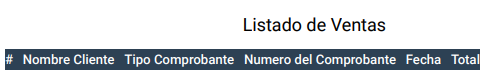 Listado de Ventas
# Nombre Cliente Tipo Comprobante Numero del Comprobante Fecha Total